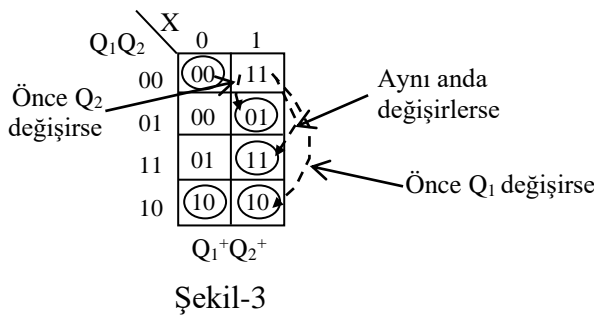 X
Q₁Q₂ 0 1
00 00 11
01 00 01
11 01 11
10 10 10
Q₁⁺Q₂⁺
Önce Q₂
değişirse
Aynı anda
değişirlerse
Önce Q₁ değişirse
Şekil-3